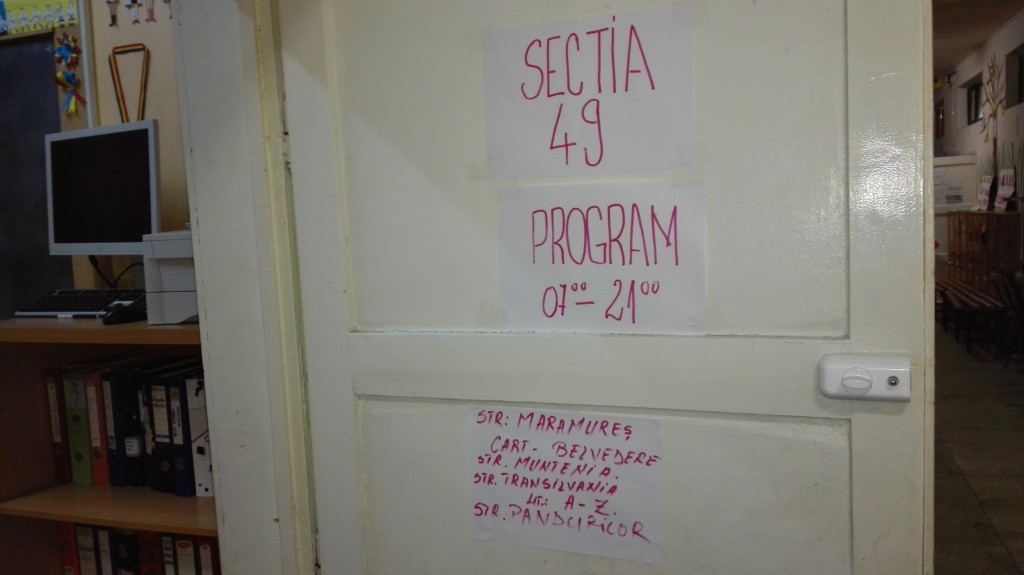 SECTIA
49
PROGRAM
07⁰⁰ - 21⁰⁰
STR: MARAMUREȘ
CART - BELVEDERE
STR. MUNTENIA.
STR. TRANSILVANIA
LIT.: A - Z.
STR. PANDURILOR